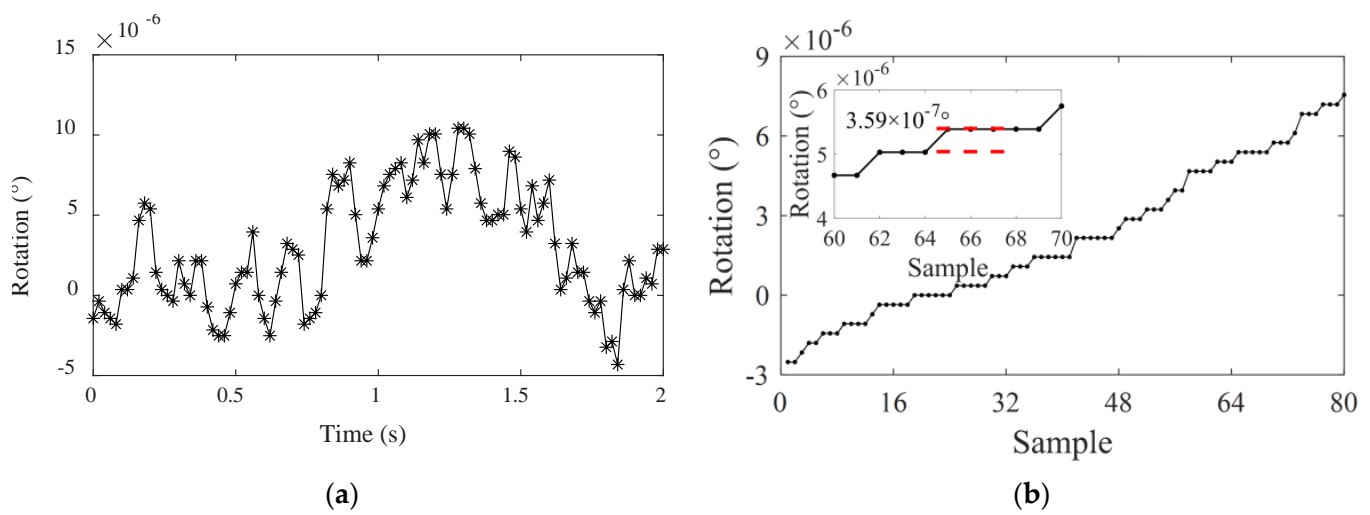 (a)
× 10 -6
15
10
5
0
-5
Rotation (°)
0 0.5 1 1.5 2
Time (s)
(b)
×10-6
9
6
3
0
-3
Rotation (°)
0 16 32 48 64 80
Sample
×10-6
6
5
4
Rotation (°)
3.59×10-7°
60 62 64 66 68 70
Sample
(a)
(b)